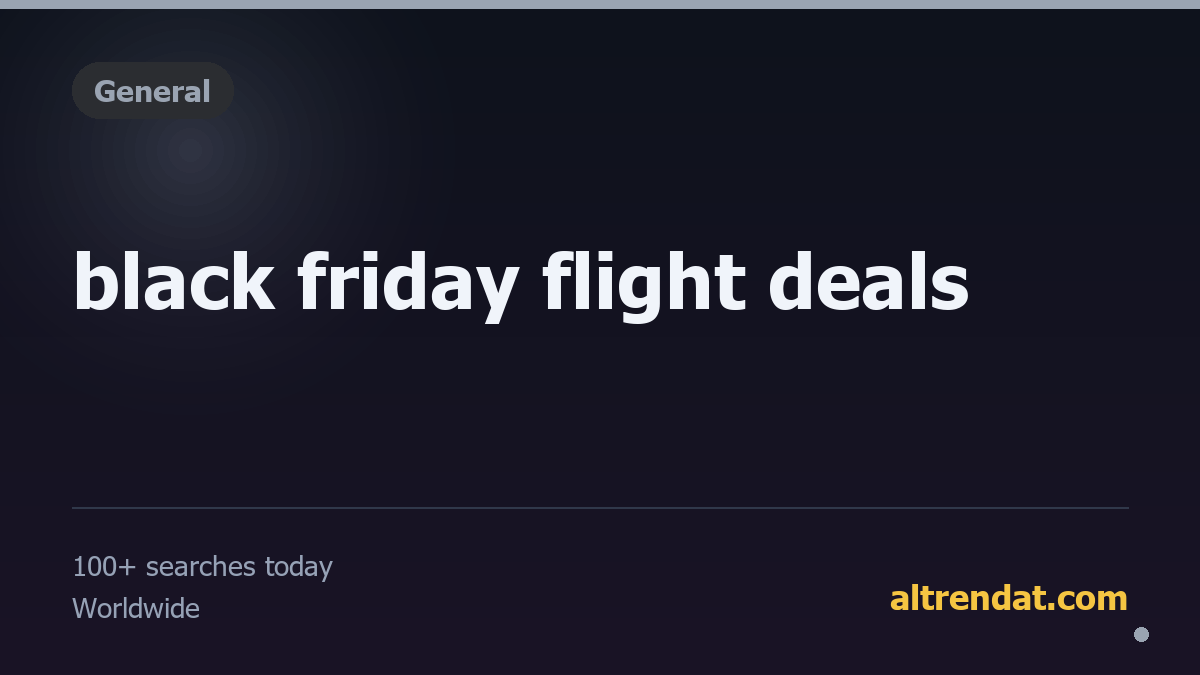 General
black friday flight deals
100+ searches today
Worldwide
altrendat.com